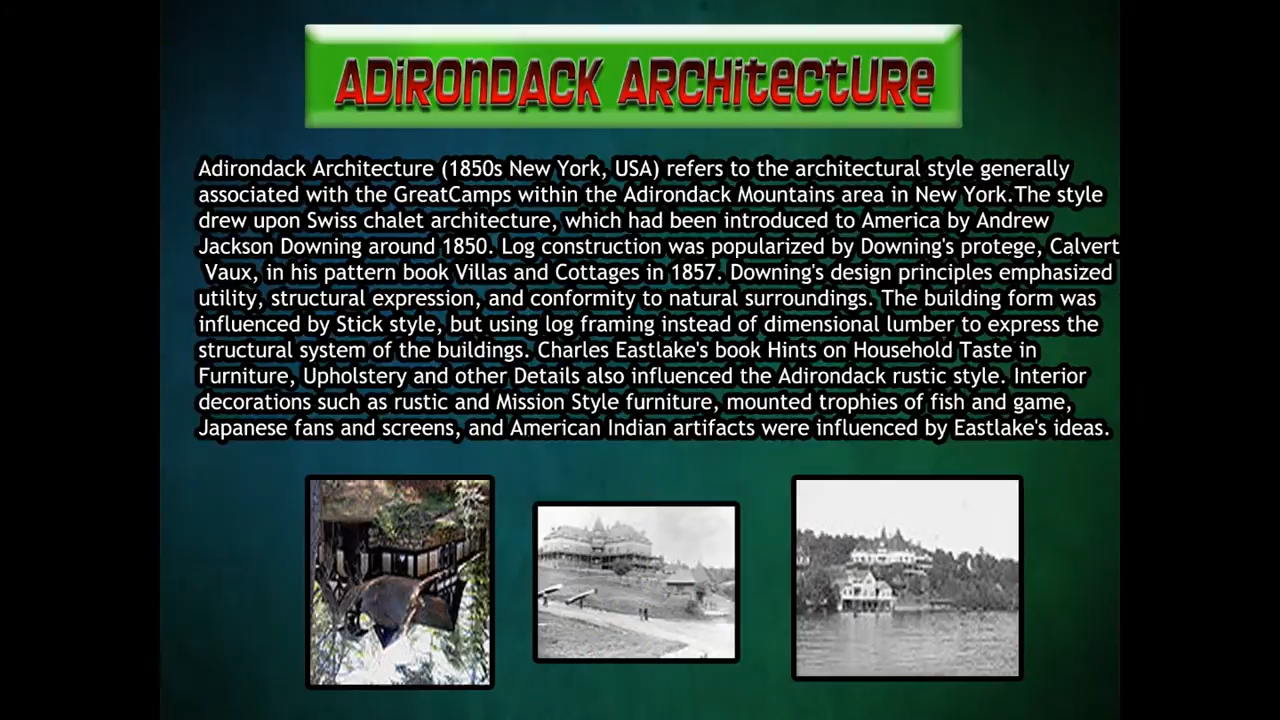 ADiRONDACK ARCHitectURe
Adirondack Architecture (1850s New York, USA) refers to the architectural style generally
associated with the GreatCamps within the Adirondack Mountains area in New York.The style
drew upon Swiss chalet architecture, which had been introduced to America by Andrew
Jackson Downing around 1850. Log construction was popularized by Downing's protege, Calvert
Vaux, in his pattern book Villas and Cottages in 1857. Downing's design principles emphasized
utility, structural expression, and conformity to natural surroundings. The building form was
influenced by Stick style, but using log framing instead of dimensional lumber to express the
structural system of the buildings. Charles Eastlake's book Hints on Household Taste in
Furniture, Upholstery and other Details also influenced the Adirondack rustic style. Interior
decorations such as rustic and Mission Style furniture, mounted trophies of fish and game,
Japanese fans and screens, and American Indian artifacts were influenced by Eastlake's ideas.